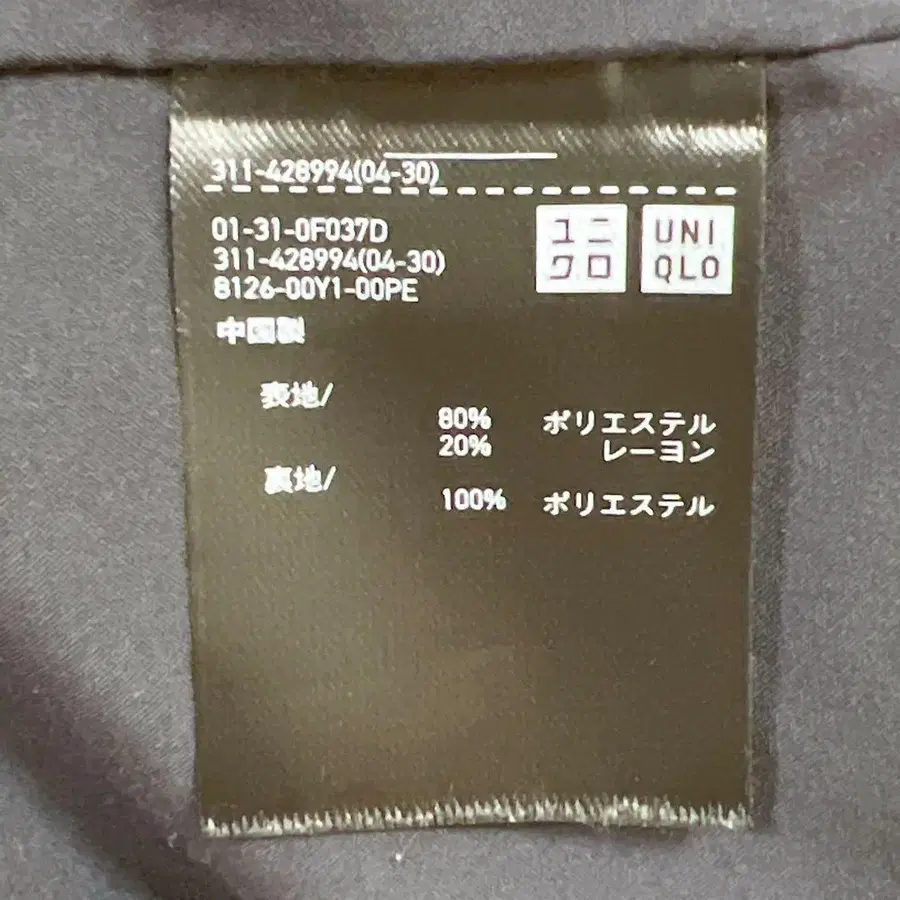 311-428994(04-30)
01-31-0F037D
311-428994(04-30)
8126-00Y1-00PE
ユニ
クロ
UNI
QLO
中国製
表地/
80% ポリエステル
20% レーヨン
裏地/
100% ポリエステル